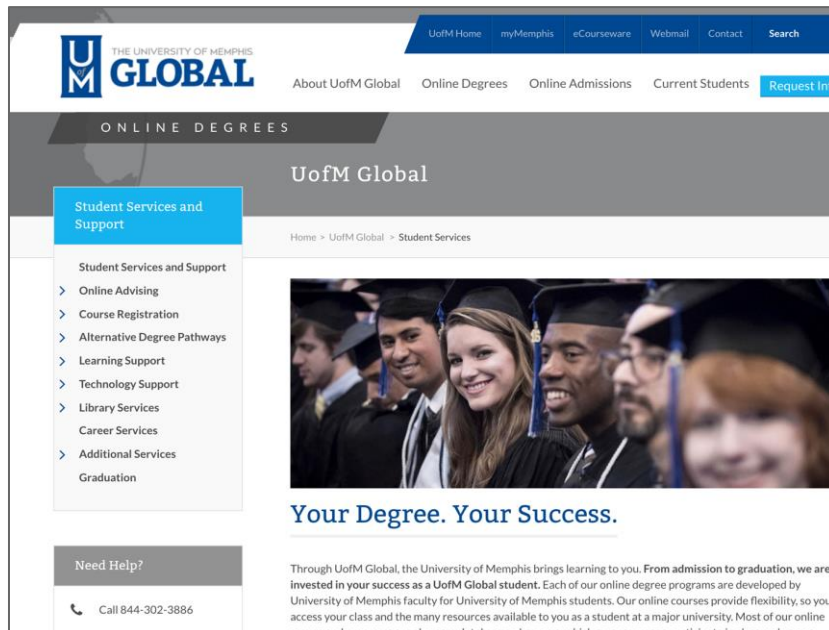 UofM Home myMemphis eCourseware Webmail Contact Search
U
of
M
THE UNIVERSITY OF MEMPHIS
GLOBAL
About UofM Global Online Degrees Online Admissions Current Students Request In
ONLINE DEGREES
UofM Global
Student Services and
Support
Home > UofM Global > Student Services
Student Services and Support
Online Advising
Course Registration
Alternative Degree Pathways
Learning Support
Technology Support
Library Services
Career Services
Additional Services
Graduation
Your Degree. Your Success.
Need Help?
Call 844-302-3886
Through UofM Global, the University of Memphis brings learning to you. From admission to graduation, we are
invested in your success as a UofM Global student. Each of our online degree programs are developed by
University of Memphis faculty for University of Memphis students. Our online courses provide flexibility, so you
access your class and the many resources available to you as a student at a major university. Most of our online